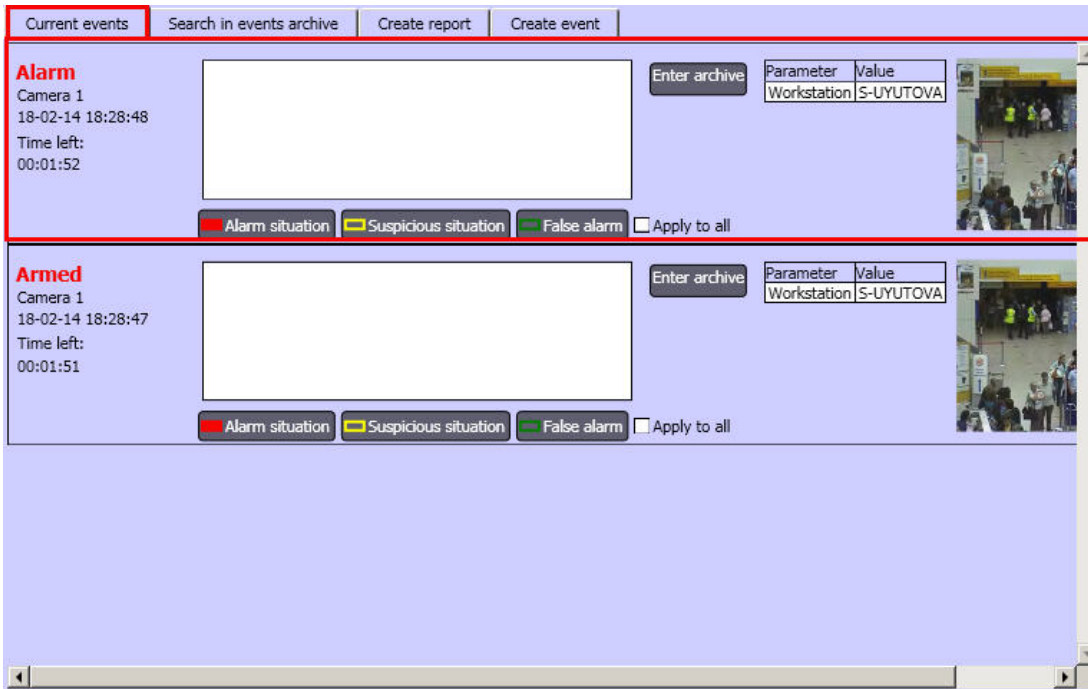 Current events
Search in events archive
Create report
Create event
Alarm
Camera 1
18-02-14 18:28:48
Time left:
00:01:52
Enter archive
Parameter Value
Workstation S-UYUTOVA
Alarm situation
Suspicious situation
False alarm
Apply to all
Armed
Camera 1
18-02-14 18:28:47
Time left:
00:01:51
Enter archive
Parameter Value
Workstation S-UYUTOVA
Alarm situation
Suspicious situation
False alarm
Apply to all